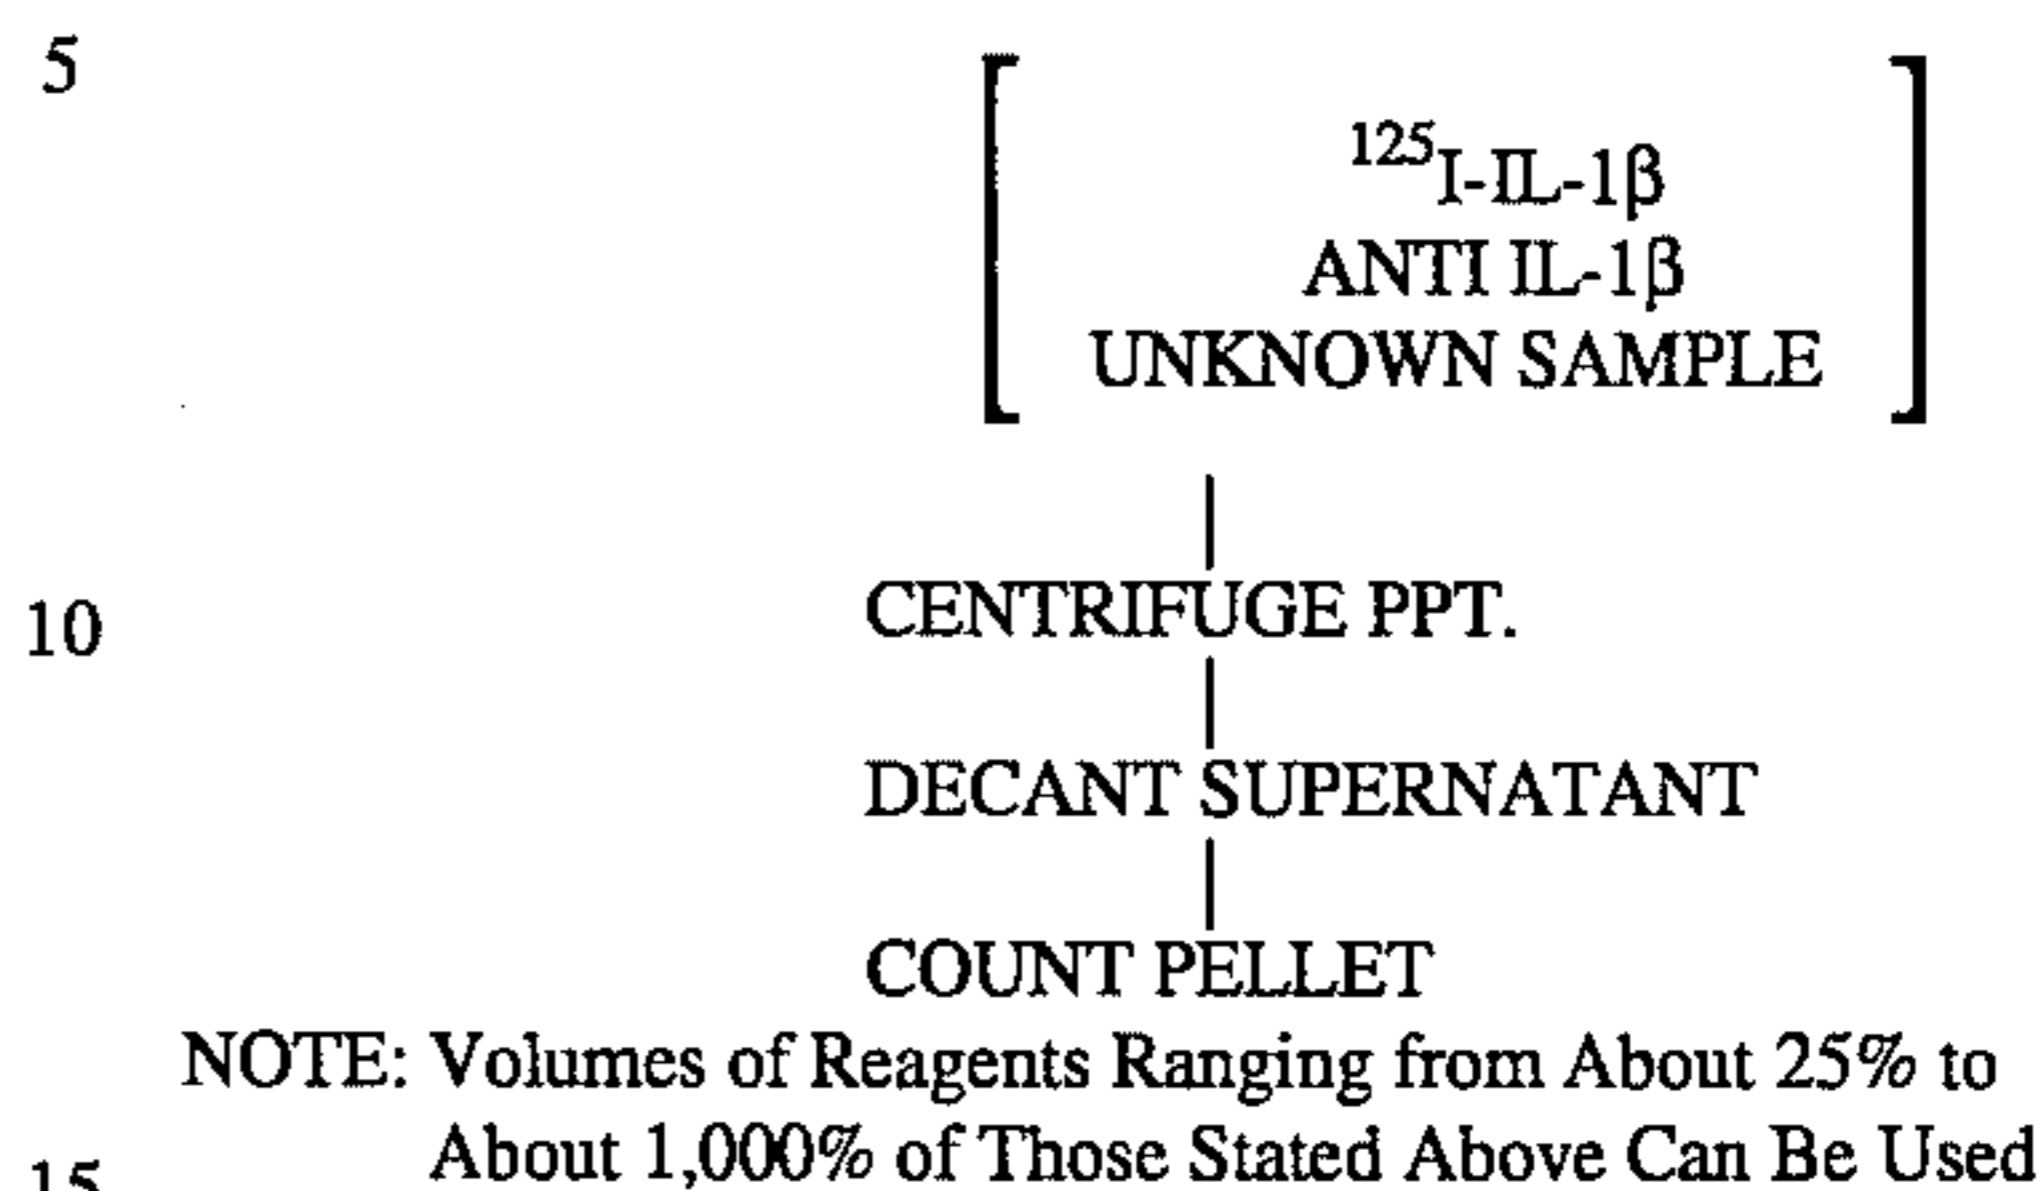 5
¹²⁵I-IL-1β
ANTI IL-1β
UNKNOWN SAMPLE
10 CENTRIFUGE PPT.
DECANT SUPERNATANT
COUNT PELLET
NOTE: Volumes of Reagents Ranging from About 25% to
15 About 1,000% of Those Stated Above Can Be Used